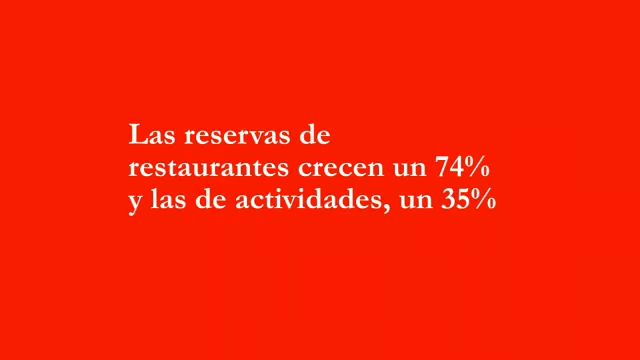 Las reservas de
restaurantes crecen un 74%
y las de actividades, un 35%